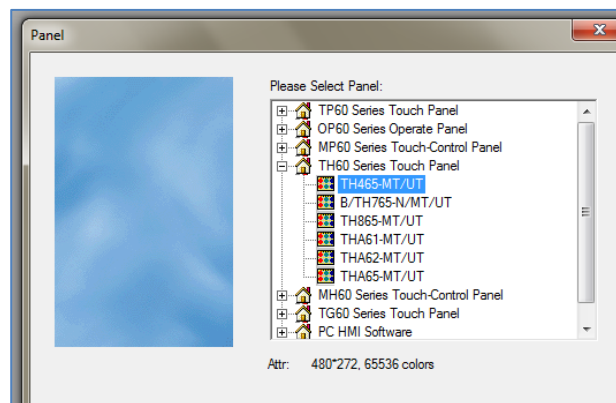 Panel
Please Select Panel:
TP60 Series Touch Panel
OP60 Series Operate Panel
MP60 Series Touch-Control Panel
TH60 Series Touch Panel
TH465-MT/UT
B/TH765-N/MT/UT
TH865-MT/UT
THA61-MT/UT
THA62-MT/UT
THA65-MT/UT
MH60 Series Touch-Control Panel
TG60 Series Touch Panel
PC HMI Software
Attr: 480*272, 65536 colors